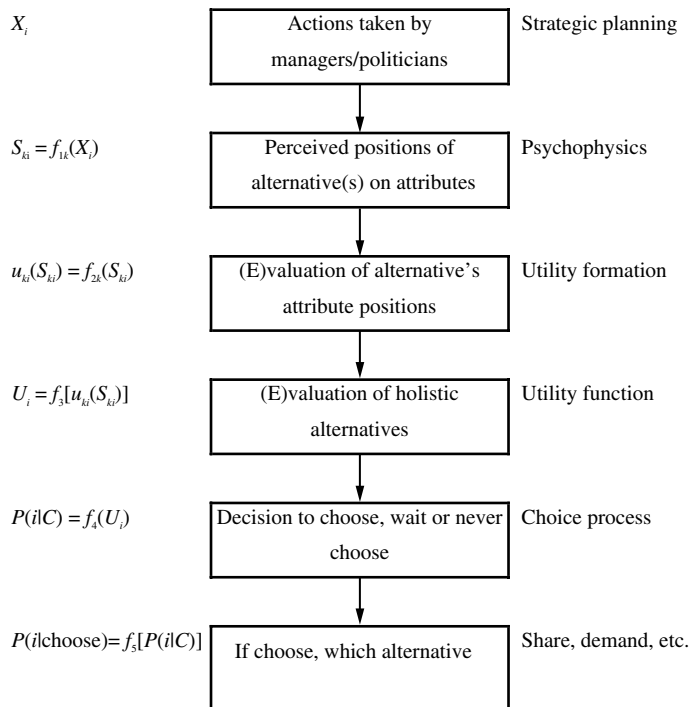 X_i
Actions taken by
managers/politicians
Strategic planning
S_ki = f_1k(X_i)
Perceived positions of
alternative(s) on attributes
Psychophysics
u_ki(S_ki) = f_2k(S_ki)
(E)valuation of alternative's
attribute positions
Utility formation
U_i = f_3[u_ki(S_ki)]
(E)valuation of holistic
alternatives
Utility function
P(i|C) = f_4(U_i)
Decision to choose, wait or never
choose
Choice process
P(i|choose)= f_5[P(i|C)]
If choose, which alternative
Share, demand, etc.